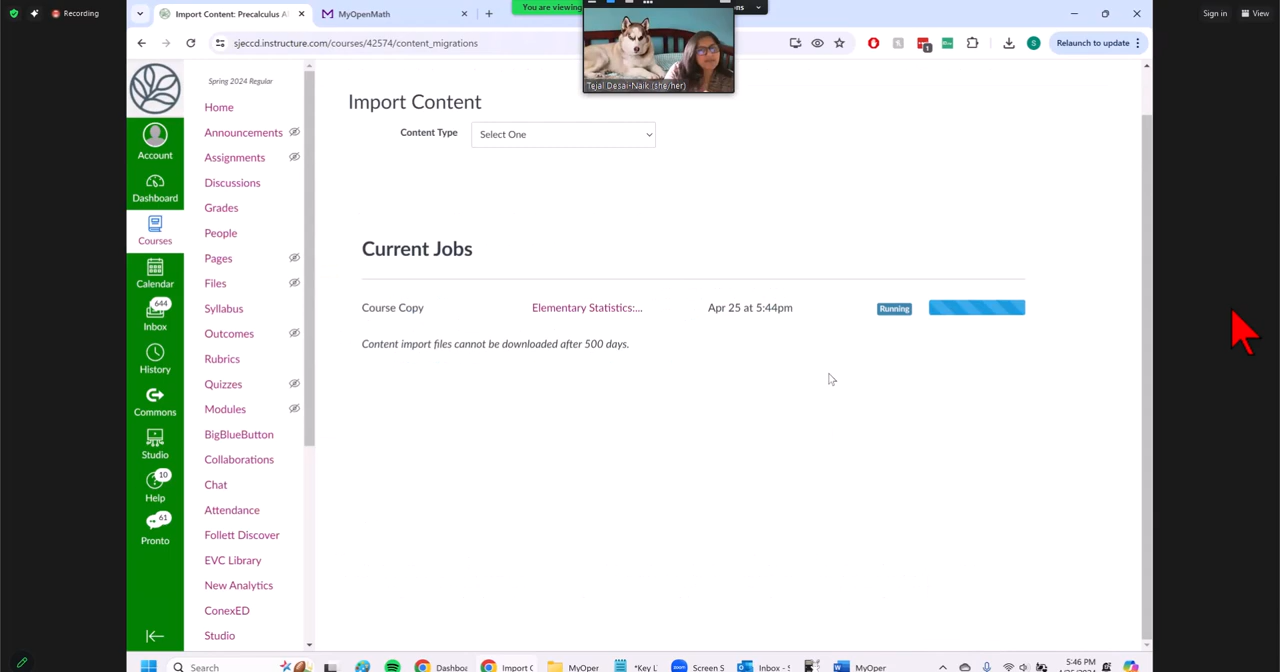 Recording
Import Content: Precalculus Al
MyOpenMath
You are viewing
Sign in
View
sjeccd.instructure.com/courses/42574/content_migrations
1
S
Relaunch to update
Tejal Desai-Naik (she/her)
Spring 2024 Regular
Account
Dashboard
Courses
Calendar
644
Inbox
History
Commons
Studio
10
Help
61
Pronto
Home
Announcements
Assignments
Discussions
Grades
People
Pages
Files
Syllabus
Outcomes
Rubrics
Quizzes
Modules
BigBlueButton
Collaborations
Chat
Attendance
Follett Discover
EVC Library
New Analytics
ConexED
Studio
Import Content
Content Type
Select One
Current Jobs
Course Copy
Elementary Statistics:...
Apr 25 at 5:44pm
Running
Content import files cannot be downloaded after 500 days.
Search
Dashboa
Import C
MyOper
*Key L
Screen S
Inbox - S
MyOper
5:46 PM